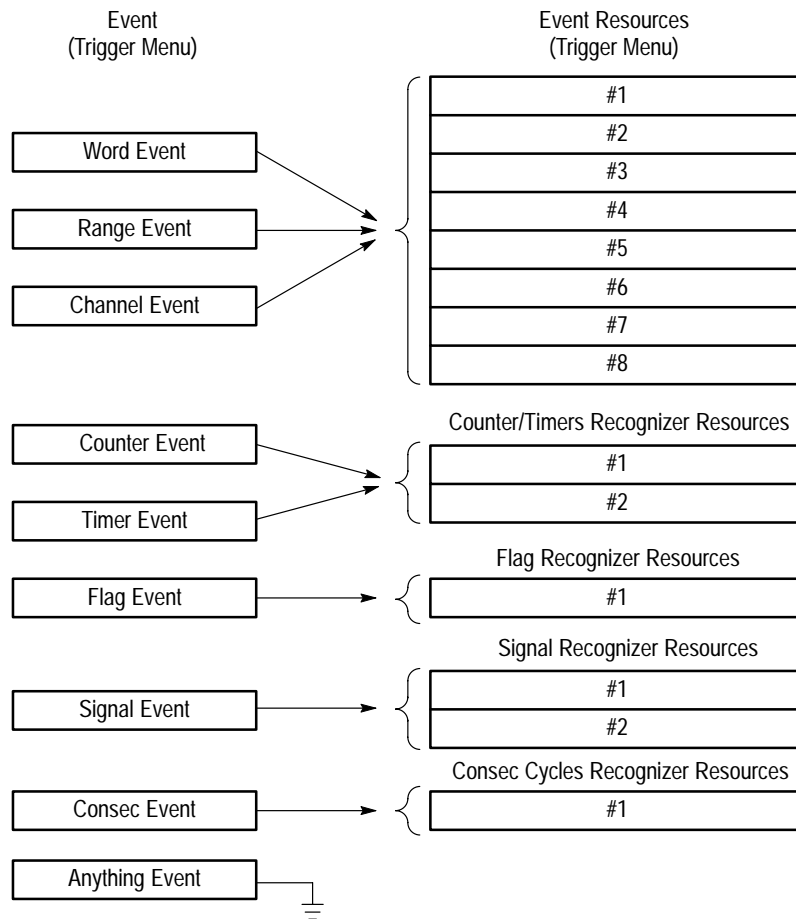 Event
(Trigger Menu)
Event Resources
(Trigger Menu)
Word Event
Range Event
Channel Event
#1
#2
#3
#4
#5
#6
#7
#8
Counter Event
Timer Event
Counter/Timers Recognizer Resources
#1
#2
Flag Event
Flag Recognizer Resources
#1
Signal Event
Signal Recognizer Resources
#1
#2
Consec Event
Consec Cycles Recognizer Resources
#1
Anything Event